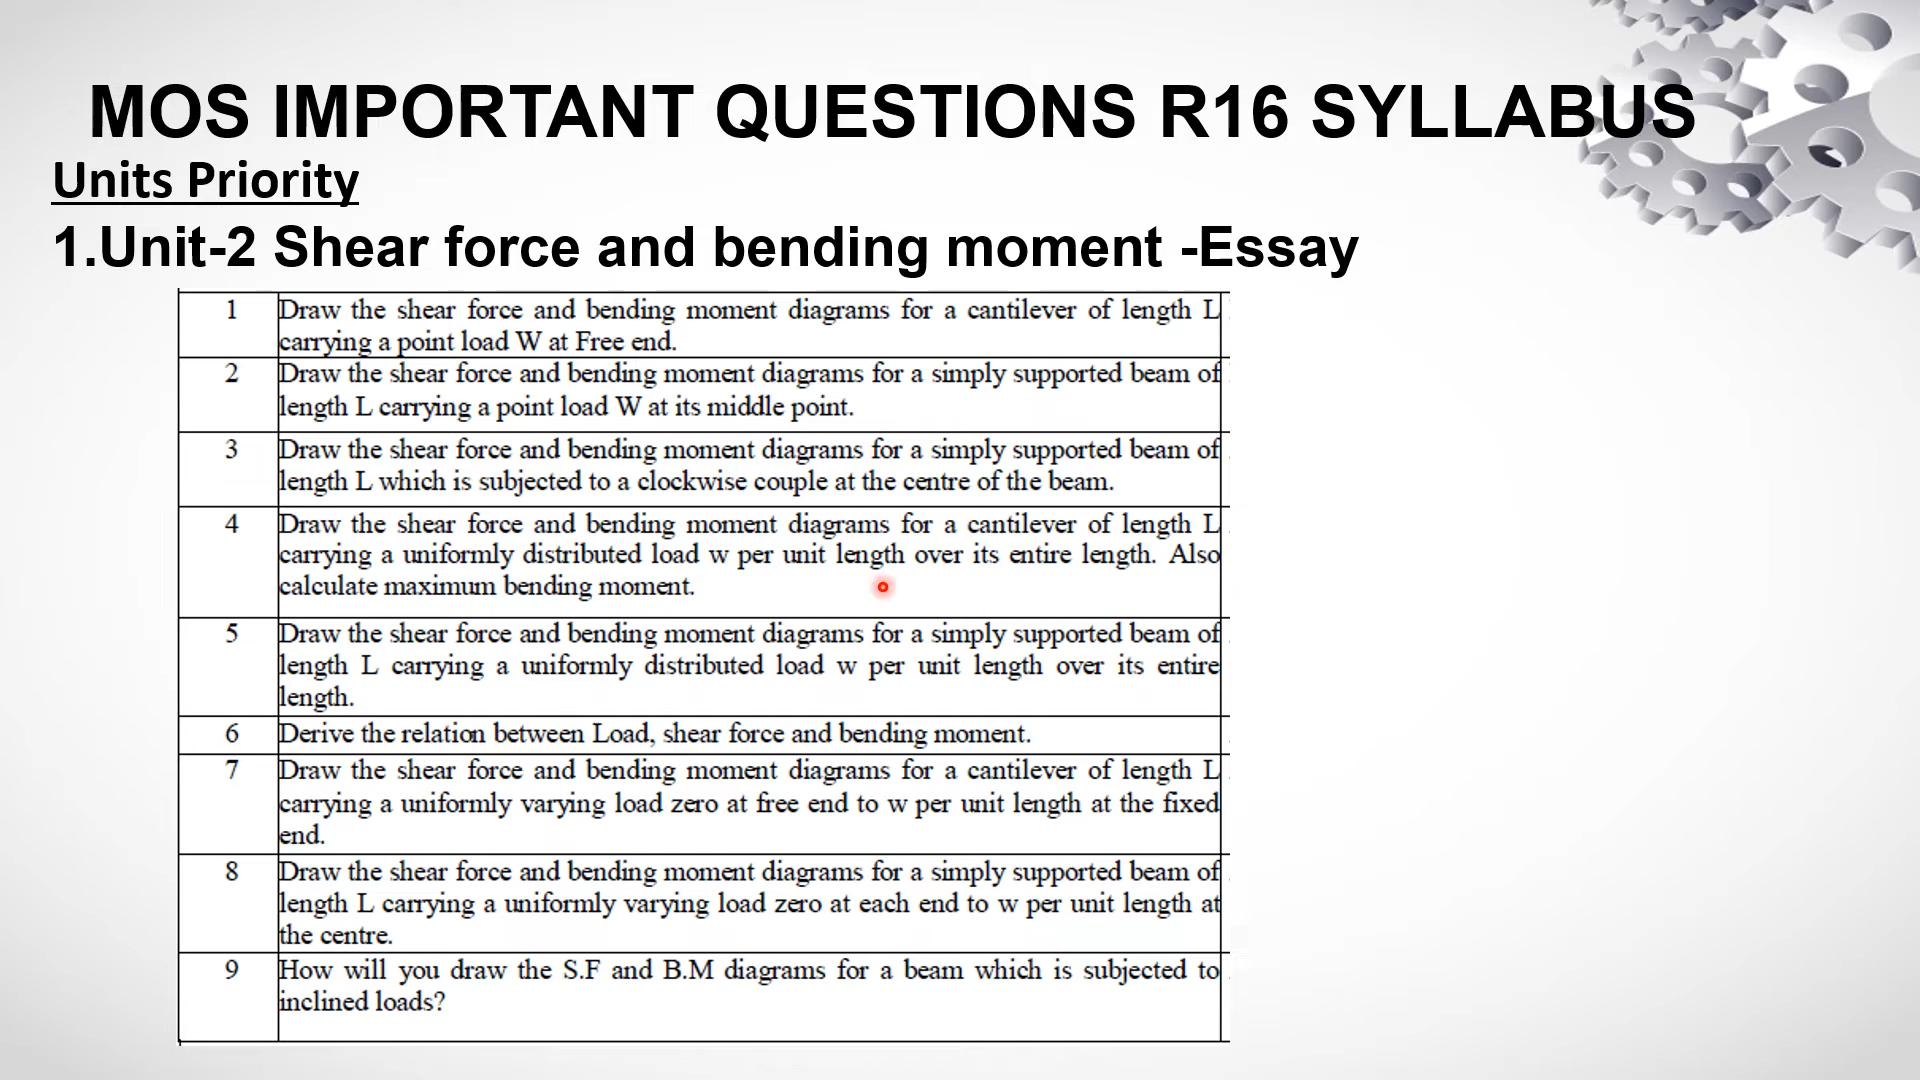 MOS IMPORTANT QUESTIONS R16 SYLLABUS
Units Priority
1.Unit-2 Shear force and bending moment -Essay
1 Draw the shear force and bending moment diagrams for a cantilever of length L
carrying a point load W at Free end.
2 Draw the shear force and bending moment diagrams for a simply supported beam of
length L carrying a point load W at its middle point.
3 Draw the shear force and bending moment diagrams for a simply supported beam of
length L which is subjected to a clockwise couple at the centre of the beam.
4 Draw the shear force and bending moment diagrams for a cantilever of length L
carrying a uniformly distributed load w per unit length over its entire length. Also
calculate maximum bending moment.
5 Draw the shear force and bending moment diagrams for a simply supported beam of
length L carrying a uniformly distributed load w per unit length over its entire
length.
6 Derive the relation between Load, shear force and bending moment.
7 Draw the shear force and bending moment diagrams for a cantilever of length L
carrying a uniformly varying load zero at free end to w per unit length at the fixed
end.
8 Draw the shear force and bending moment diagrams for a simply supported beam of
length L carrying a uniformly varying load zero at each end to w per unit length at
the centre.
9 How will you draw the S.F and B.M diagrams for a beam which is subjected to
inclined loads?